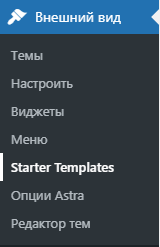 Внешний вид
Темы
Настроить
Виджеты
Меню
Starter Templates
Опции Astra
Редактор тем